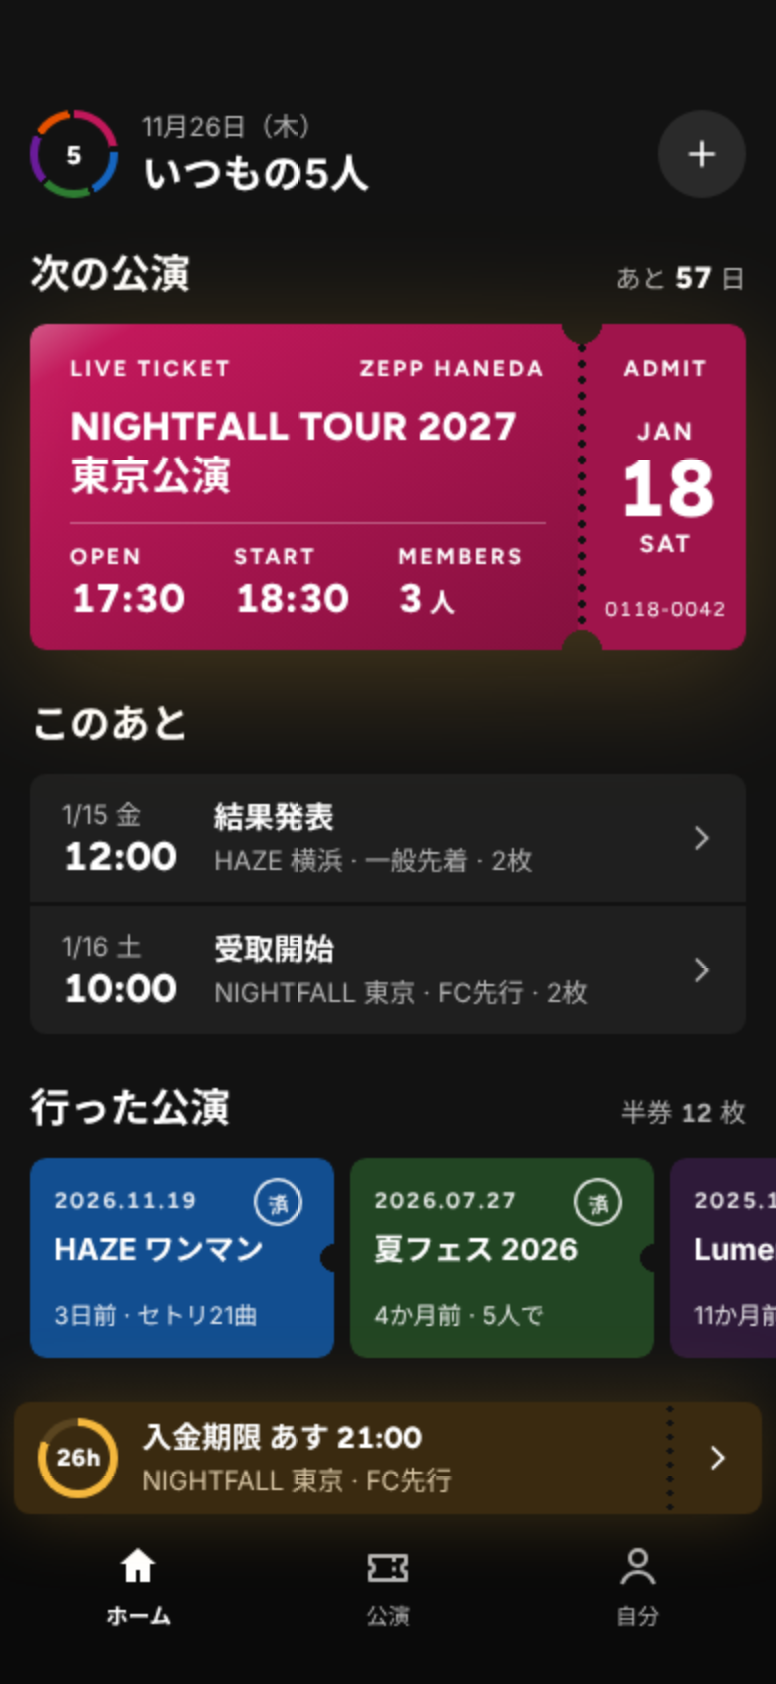 5
11月26日（木）
いつもの5人
次の公演
あと 57 日
LIVE TICKET
ZEPP HANEDA
NIGHTFALL TOUR 2027
東京公演
OPEN
START
MEMBERS
17:30
18:30
3人
ADMIT
JAN
18
SAT
0118-0042
このあと
1/15 金
12:00
結果発表
HAZE 横浜 · 一般先着 · 2枚
1/16 土
10:00
受取開始
NIGHTFALL 東京 · FC先行 · 2枚
行った公演
半券 12 枚
2026.11.19
済
HAZE ワンマン
3日前 · セトリ21曲
2026.07.27
済
夏フェス 2026
4か月前 · 5人で
2025.1
Lume
11か月前
26h
入金期限 あす 21:00
NIGHTFALL 東京 · FC先行
ホーム
公演
自分